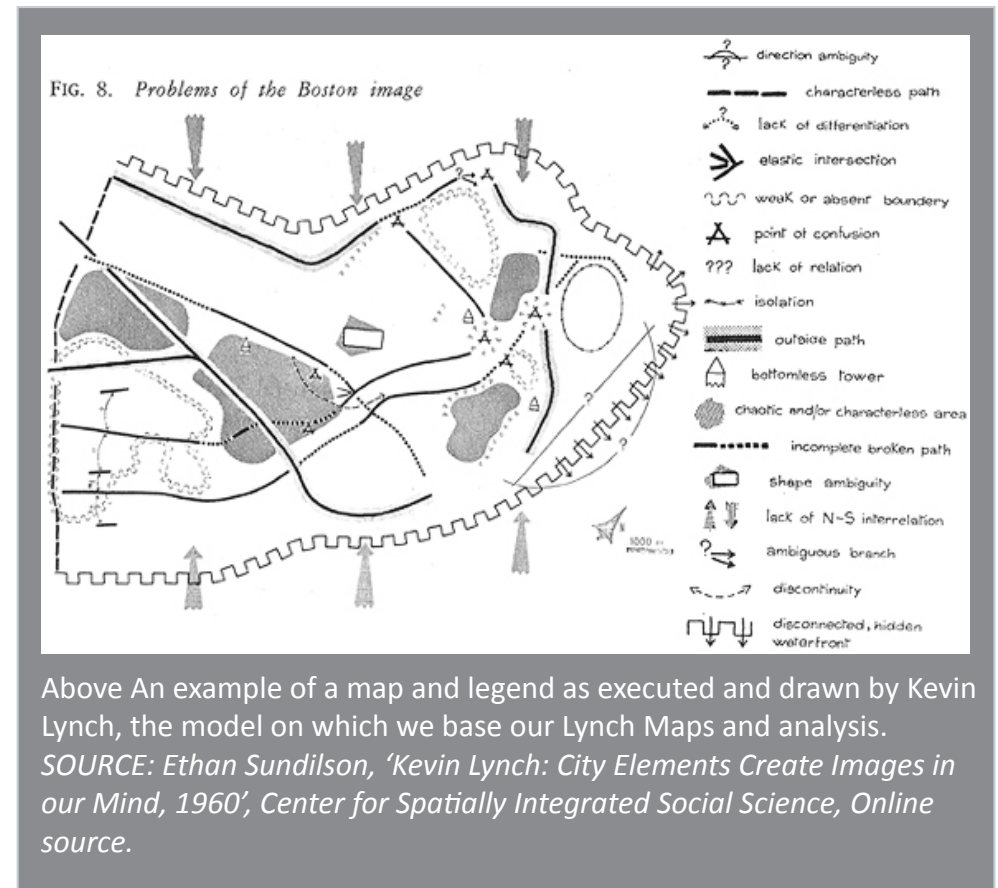 FIG. 8. Problems of the Boston image
?
?
direction ambiguity
characterless path
?
lack of differentiation
elastic intersection
weak or absent boundery
point of confusion
??? lack of relation
isolation
outside path
bottomless tower
chaotic and/or characterless area
incomplete broken path
shape ambiguity
lack of N-S interrelation
? ambiguous branch
discontinuity
disconnected, hidden
waterfront
?
?
?
N
1000
Above An example of a map and legend as executed and drawn by Kevin
Lynch, the model on which we base our Lynch Maps and analysis.
SOURCE: Ethan Sundilson, ‘Kevin Lynch: City Elements Create Images in
our Mind, 1960’, Center for Spatially Integrated Social Science, Online
source.